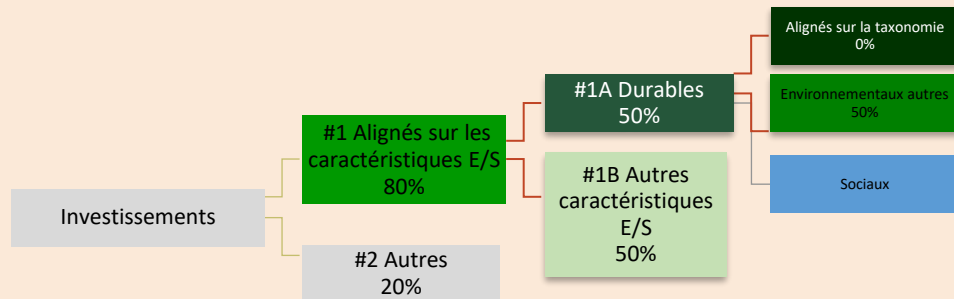 Investissements
#1 Alignés sur les
caractéristiques E/S
80%
#2 Autres
20%
#1A Durables
50%
#1B Autres
caractéristiques
E/S
50%
Alignés sur la taxonomie
0%
Environnementaux autres
50%
Sociaux